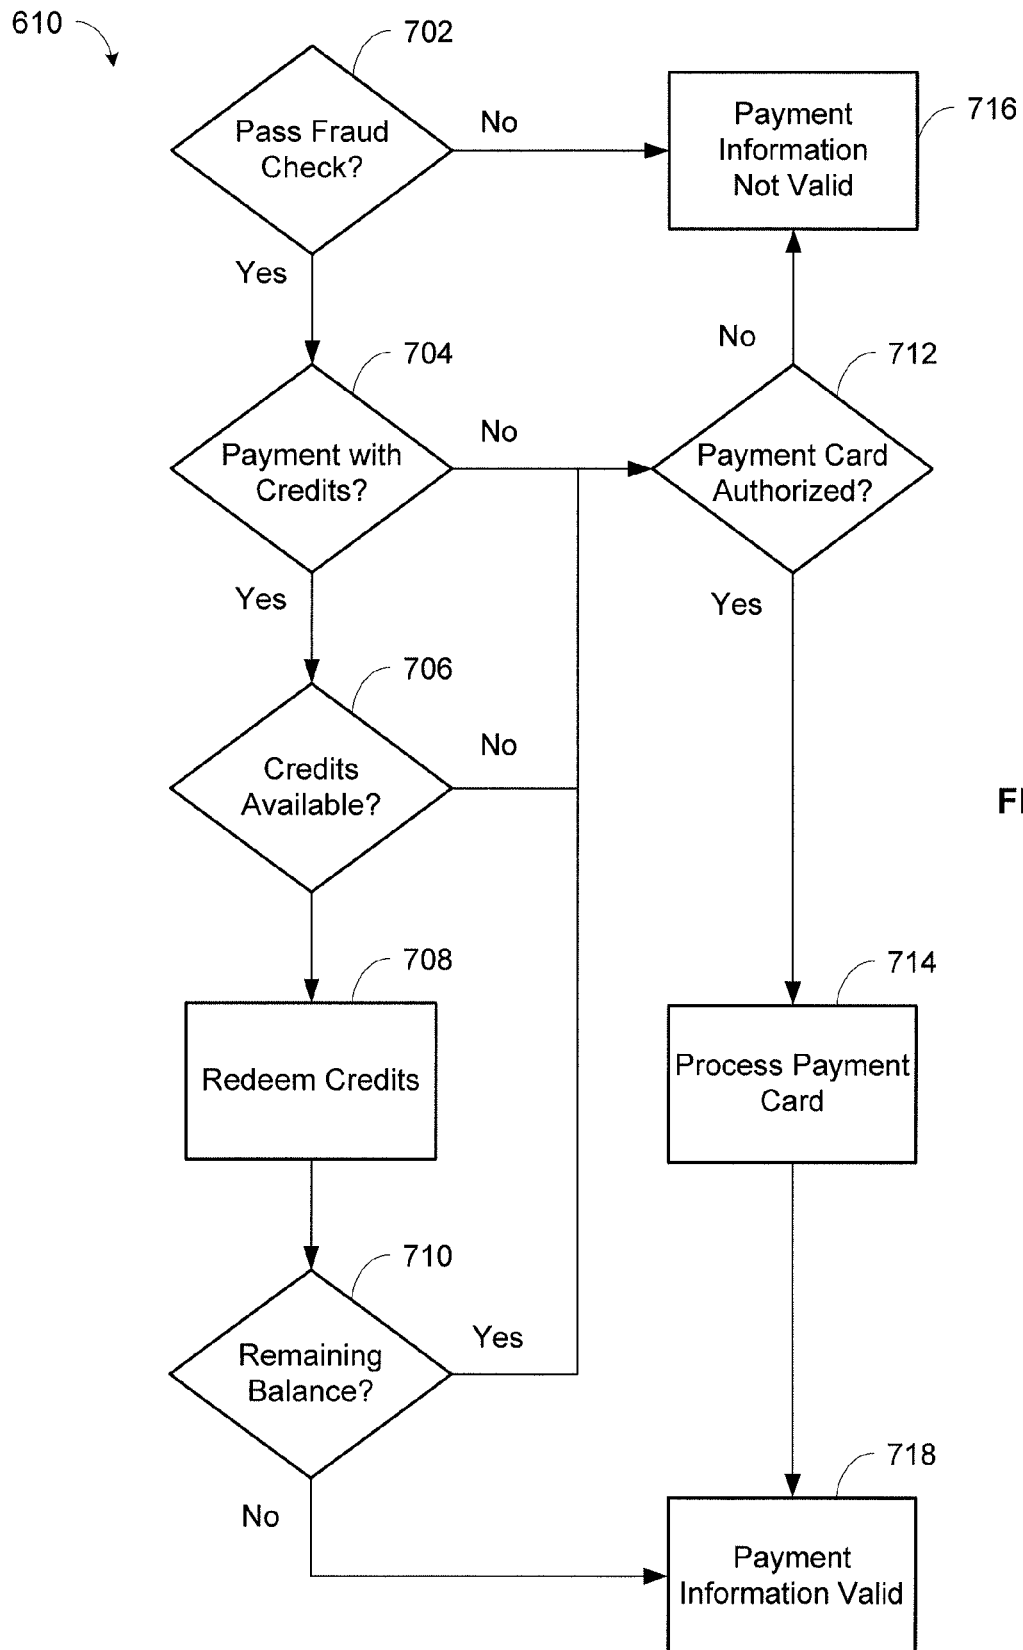 610
702
Pass Fraud
Check?
No
Payment
Information
Not Valid
716
Yes
704
Payment with
Credits?
No
No
712
Payment Card
Authorized?
Yes
Yes
706
Credits
Available?
No
708
Redeem Credits
714
Process Payment
Card
710
Remaining
Balance?
Yes
No
718
Payment
Information Valid